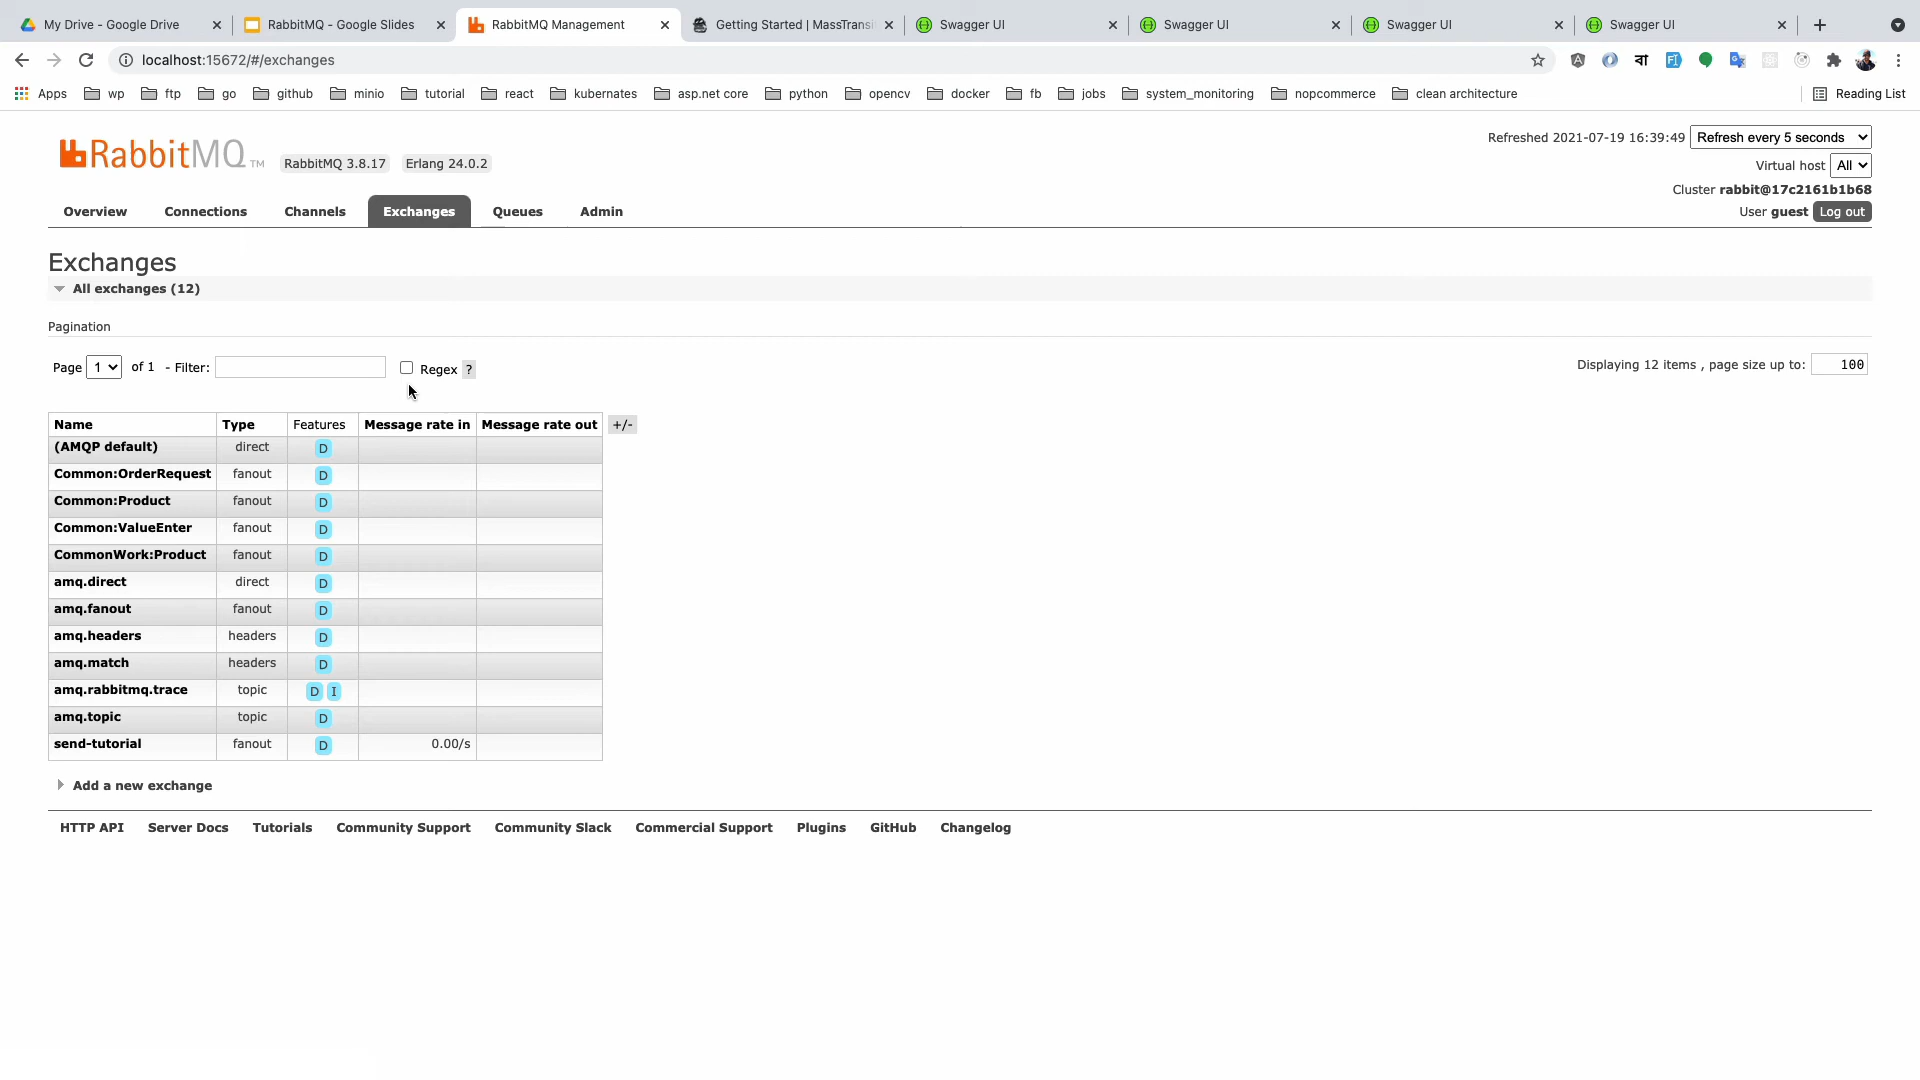 My Drive - Google Drive
RabbitMQ - Google Slides
RabbitMQ Management
Getting Started | MassTransi
Swagger UI
Swagger UI
Swagger UI
Swagger UI
localhost:15672/#/exchanges
Apps wp ftp go github minio tutorial react kubernetes asp.net core python opencv docker fb jobs system_monitoring nopcommerce clean architecture Reading List
RabbitMQ TM RabbitMQ 3.8.17 Erlang 24.0.2
Refreshed 2021-07-19 16:39:49 Refresh every 5 seconds
Virtual host All
Cluster rabbit@17c2161b1b68
User guest Log out
Overview Connections Channels Exchanges Queues Admin
Exchanges
All exchanges (12)
Pagination
Page 1 of 1 - Filter: Regex ?
Displaying 12 items , page size up to: 100
Name Type Features Message rate in Message rate out +/-
(AMQP default) direct D
Common:OrderRequest fanout D
Common:Product fanout D
Common:ValueEnter fanout D
CommonWork:Product fanout D
amq.direct direct D
amq.fanout fanout D
amq.headers headers D
amq.match headers D
amq.rabbitmq.trace topic D I
amq.topic topic D
send-tutorial fanout D 0.00/s
Add a new exchange
HTTP API Server Docs Tutorials Community Support Community Slack Commercial Support Plugins GitHub Changelog